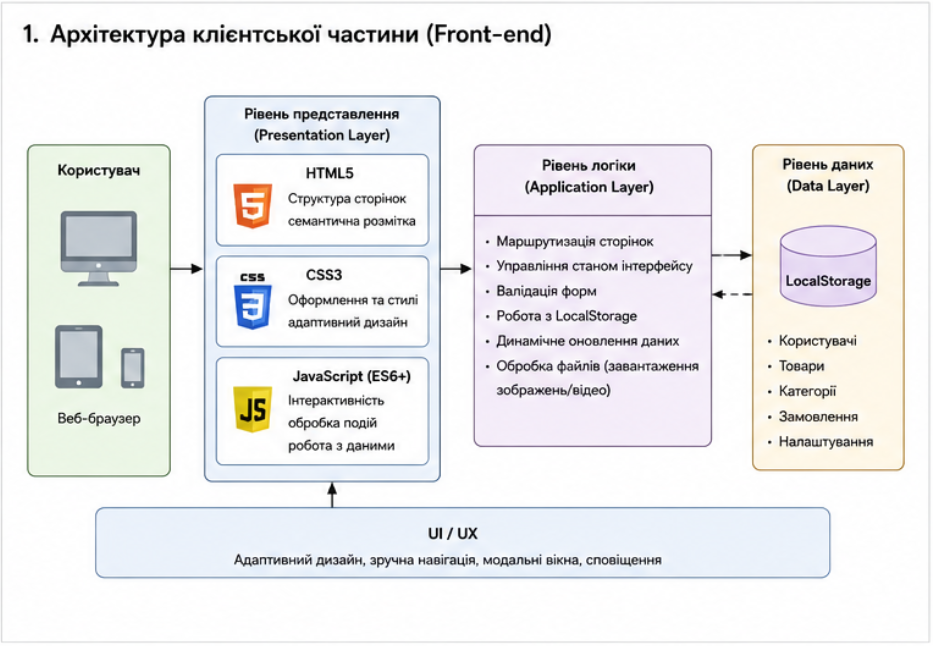 1. Архітектура клієнтської частини (Front-end)
Користувач
Веб-браузер
Рівень представлення
(Presentation Layer)
5
HTML5
Структура сторінок
семантична розмітка
CSS
3
CSS3
Оформлення та стилі
адаптивний дизайн
JS
JavaScript (ES6+)
Інтерактивність
обробка подій
робота з даними
Рівень логіки
(Application Layer)
• Маршрутизація сторінок
• Управління станом інтерфейсу
• Валідація форм
• Робота з LocalStorage
• Динамічне оновлення даних
• Обробка файлів (завантаження
зображень/відео)
Рівень даних
(Data Layer)
LocalStorage
• Користувачі
• Товари
• Категорії
• Замовлення
• Налаштування
UI / UX
Адаптивний дизайн, зручна навігація, модальні вікна, сповіщення